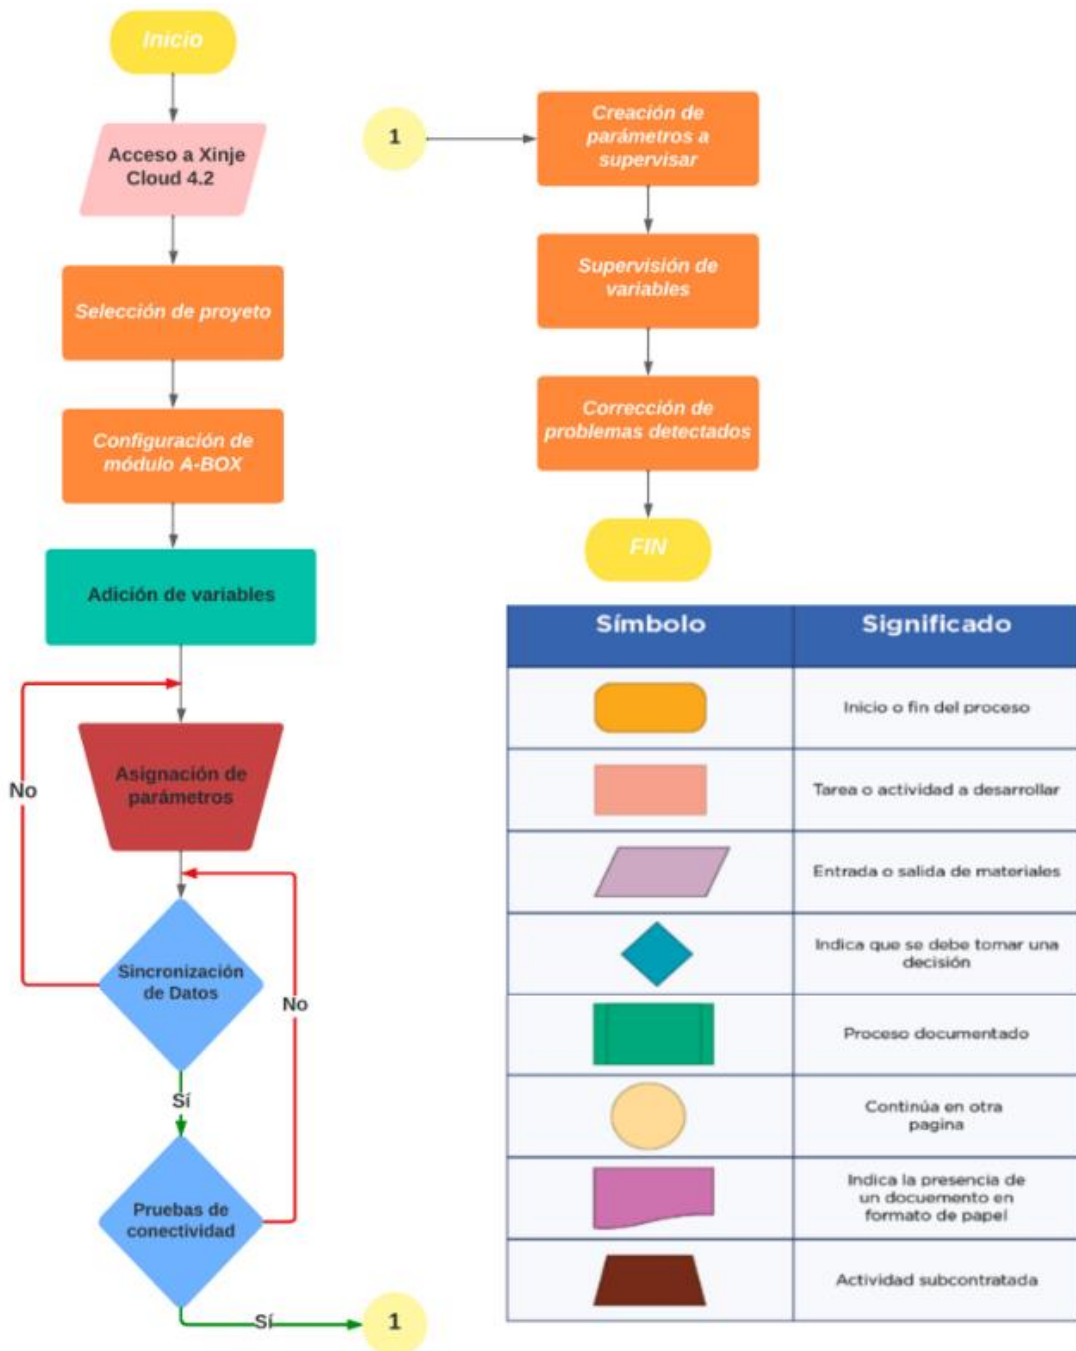 Inicio
Acceso a Xinje
Cloud 4.2
Selección de proyeto
Configuración de
módulo A-BOX
Adición de variables
No
Asignación de
parámetros
Sincronización
de Datos
No
Sí
Pruebas de
conectividad
Sí
1
1
Creación de
parámetros a
supervisar
Supervisión de
variables
Corrección de
problemas detectados
FIN
Símbolo
Significado
Inicio o fin del proceso
Tarea o actividad a desarrollar
Entrada o salida de materiales
Indica que se debe tomar una
decisión
Proceso documentado
Continúa en otra
pagina
Indica la presencia de
un docuemento en
formato de papel
Actividad subcontratada